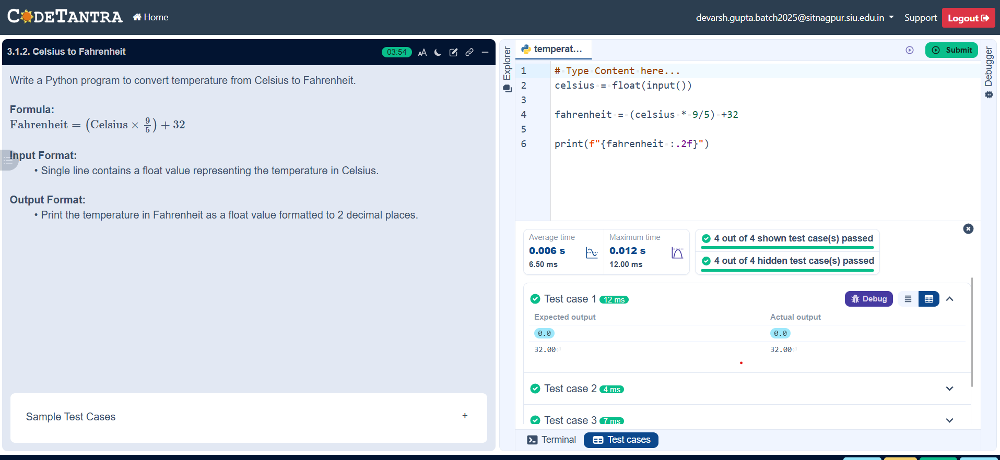 CODETANTRA
Home
devarsh.gupta.batch2025@sitnagpur.siu.edu.in
Support
Logout
3.1.2. Celsius to Fahrenheit
03:54
AA
Write a Python program to convert temperature from Celsius to Fahrenheit.
Formula:
Fahrenheit = (Celsius × 9/5) + 32
Input Format:
• Single line contains a float value representing the temperature in Celsius.
Output Format:
• Print the temperature in Fahrenheit as a float value formatted to 2 decimal places.
Sample Test Cases
+
Explorer
temperat...
Submit
Debugger
1 # Type Content here...
2 celsius = float(input())
3
4 fahrenheit = (celsius * 9/5) +32
5
6 print(f"{fahrenheit :.2f}")
Average time
0.006 s
6.50 ms
Maximum time
0.012 s
12.00 ms
4 out of 4 shown test case(s) passed
4 out of 4 hidden test case(s) passed
Test case 1 12 ms
Debug
Expected output
Actual output
0.0
0.0
32.00
32.00
Test case 2 4 ms
Test case 3 7 ms
Terminal
Test cases